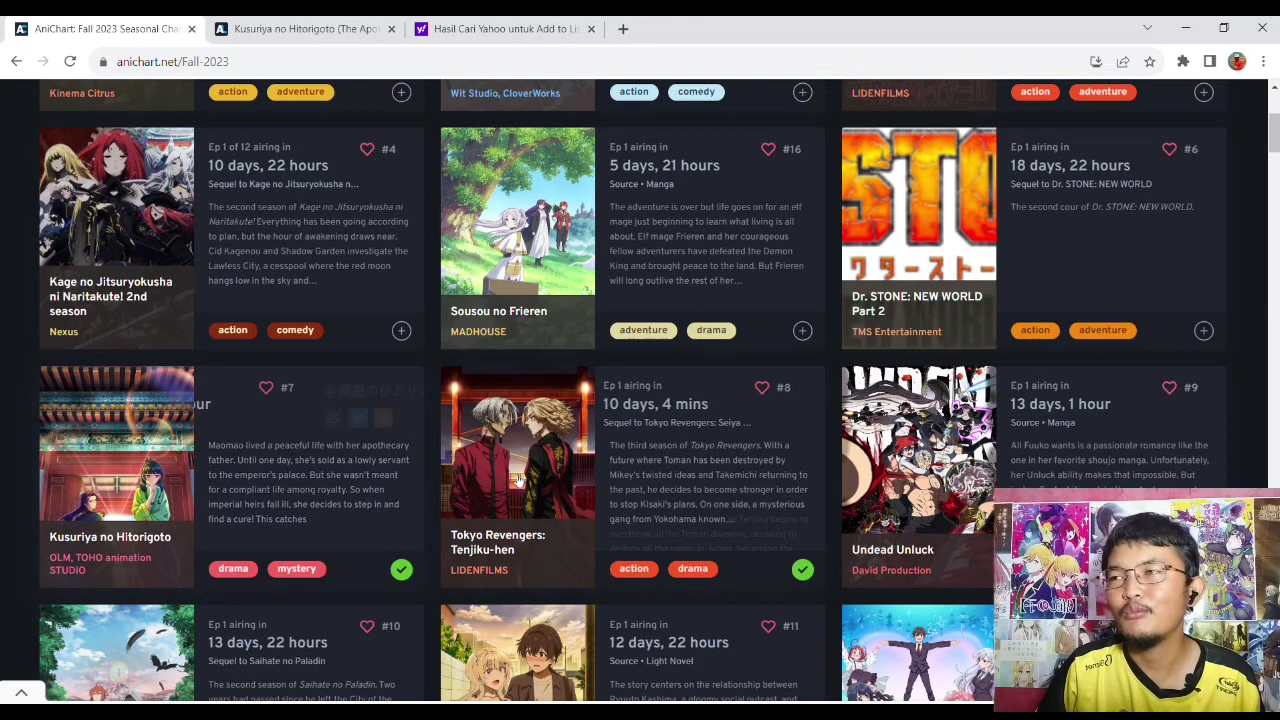 AniChart: Fall 2023 Seasonal Cha
Kusuriya no Hitorigoto (The Apot
Hasil Cari Yahoo untuk Add to Lis
anichart.net/Fall-2023
Kinema Citrus
action
adventure
Wit Studio, CloverWorks
action
comedy
LIDENFILMS
action
adventure
Kage no Jitsuryokusha
ni Naritakute! 2nd
season
Nexus
Ep 1 of 12 airing in
#4
10 days, 22 hours
Sequel to Kage no Jitsuryokusha n...
The second season of Kage no Jitsuryokusha ni
Naritakute! Everything has been going according
to plan, but the hour of awakening draws near.
Cid Kagenou and Shadow Garden investigate the
Lawless City, a cesspool where the red moon
hangs low in the sky and...
action
comedy
Sousou no Frieren
MADHOUSE
Ep 1 airing in
#16
5 days, 21 hours
Source • Manga
The adventure is over but life goes on for an elf
mage just beginning to learn what living is all
about. Elf mage Frieren and her courageous
fellow adventurers have defeated the Demon
King and brought peace to the land. But Frieren
will long outlive the rest of her...
adventure
drama
STO
クターストー
Dr. STONE: NEW WORLD
Part 2
TMS Entertainment
Ep 1 airing in
#6
18 days, 22 hours
Sequel to Dr. STONE: NEW WORLD
The second cour of Dr. STONE: NEW WORLD.
action
adventure
Kusuriya no Hitorigoto
OLM, TOHO animation
STUDIO
#7
our
Maomao lived a peaceful life with her apothecary
father. Until one day, she's sold as a lowly servant
to the emperor's palace. But she wasn't meant
for a compliant life among royalty. So when
imperial heirs fall ill, she decides to step in and
find a cure! This catches
drama
mystery
Tokyo Revengers:
Tenjiku-hen
LIDENFILMS
Ep 1 airing in
#8
10 days, 4 mins
Sequel to Tokyo Revengers: Seiya ...
The third season of Tokyo Revengers. With a
future where Toman has been destroyed by
Mikey's twisted ideas and Takemichi returning to
the past, he decides to become stronger in order
to stop Kisaki's plans. On one side, a mysterious
gang from Yokohama known... Tenjiku begins to
overthrow all the Toman divisions, deciding to
action
drama
Undead Unluck
David Production
Ep 1 airing in
#9
13 days, 1 hour
Source • Manga
All Fuuko wants is a passionate romance like the
one in her favorite shoujo manga. Unfortunately,
her Unluck ability makes that impossible. But
Ep 1 airing in
#10
13 days, 22 hours
Sequel to Saihate no Paladin
The second season of Saihate no Paladin. Two
years had passed since he left the City of the
Ep 1 airing in
#11
12 days, 22 hours
Source • Light Novel
The story centers on the relationship between
Ryuuto Kashima, a gloomy social outcast, and